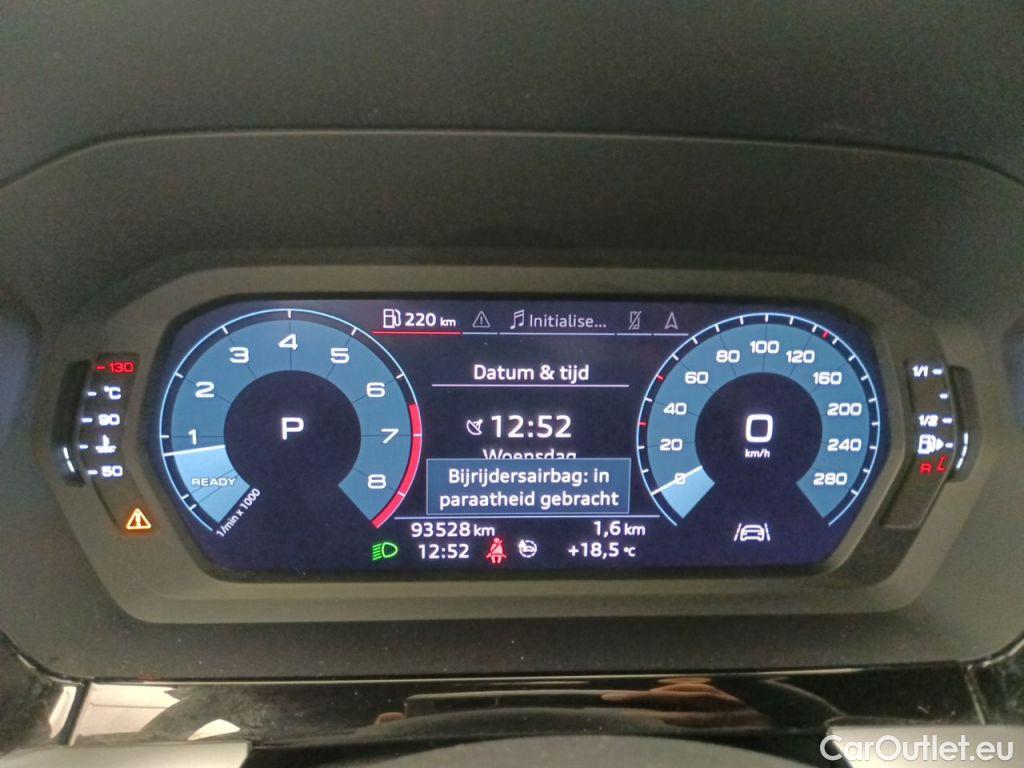 220 km Initialise...
Datum & tijd
12:52
Woensdag
Bijrijdersairbag: in
paraatheid gebracht
93528 km 1,6 km
12:52 +18,5 °C
P
READY
1 2 3 4 5 6 7 8
1/min x 1000
0
km/h
0 20 40 60 80 100 120 160 200 240 280
130
°C
90
50
1/1
1/2
R
CarOutlet.eu